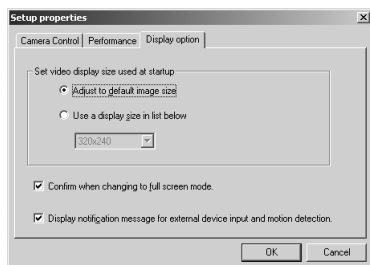 Setup properties
Camera Control Performance Display option
Set video display size used at startup
Adjust to default image size
Use a display size in list below
320x240
Confirm when changing to full screen mode.
Display notification message for external device input and motion detection.
OK Cancel